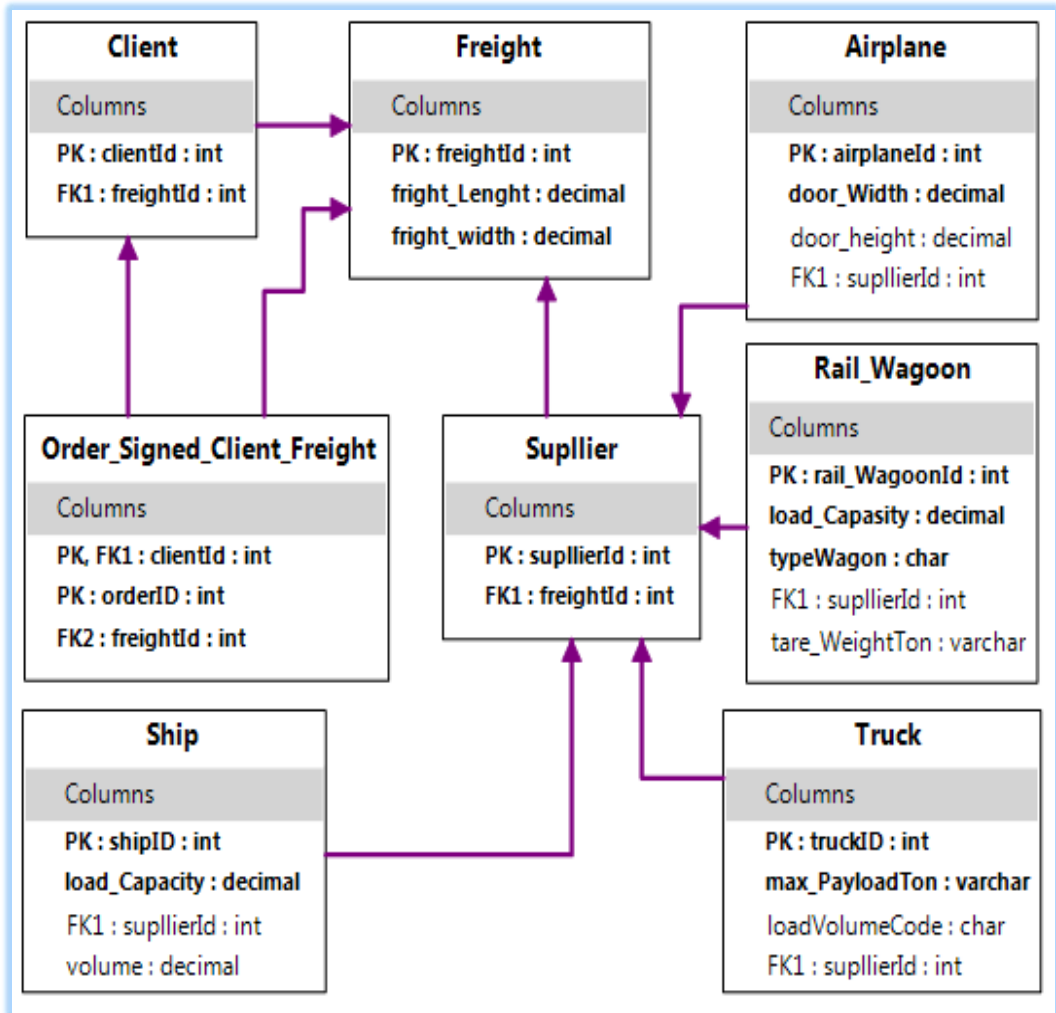 Client
Columns
PK : clientId : int
FK1 : freightId : int
Freight
Columns
PK : freightId : int
fright_Lenght : decimal
fright_width : decimal
Airplane
Columns
PK : airplaneId : int
door_Width : decimal
door_height : decimal
FK1 : supllierId : int
Order_Signed_Client_Freight
Columns
PK, FK1 : clientId : int
PK : orderID : int
FK2 : freightId : int
Supllier
Columns
PK : supllierId : int
FK1 : freightId : int
Rail_Wagoon
Columns
PK : rail_WagoonId : int
load_Capasity : decimal
typeWagon : char
FK1 : supllierId : int
tare_WeightTon : varchar
Ship
Columns
PK : shipID : int
load_Capacity : decimal
FK1 : supllierId : int
volume : decimal
Truck
Columns
PK : truckID : int
max_PayloadTon : varchar
loadVolumeCode : char
FK1 : supllierId : int